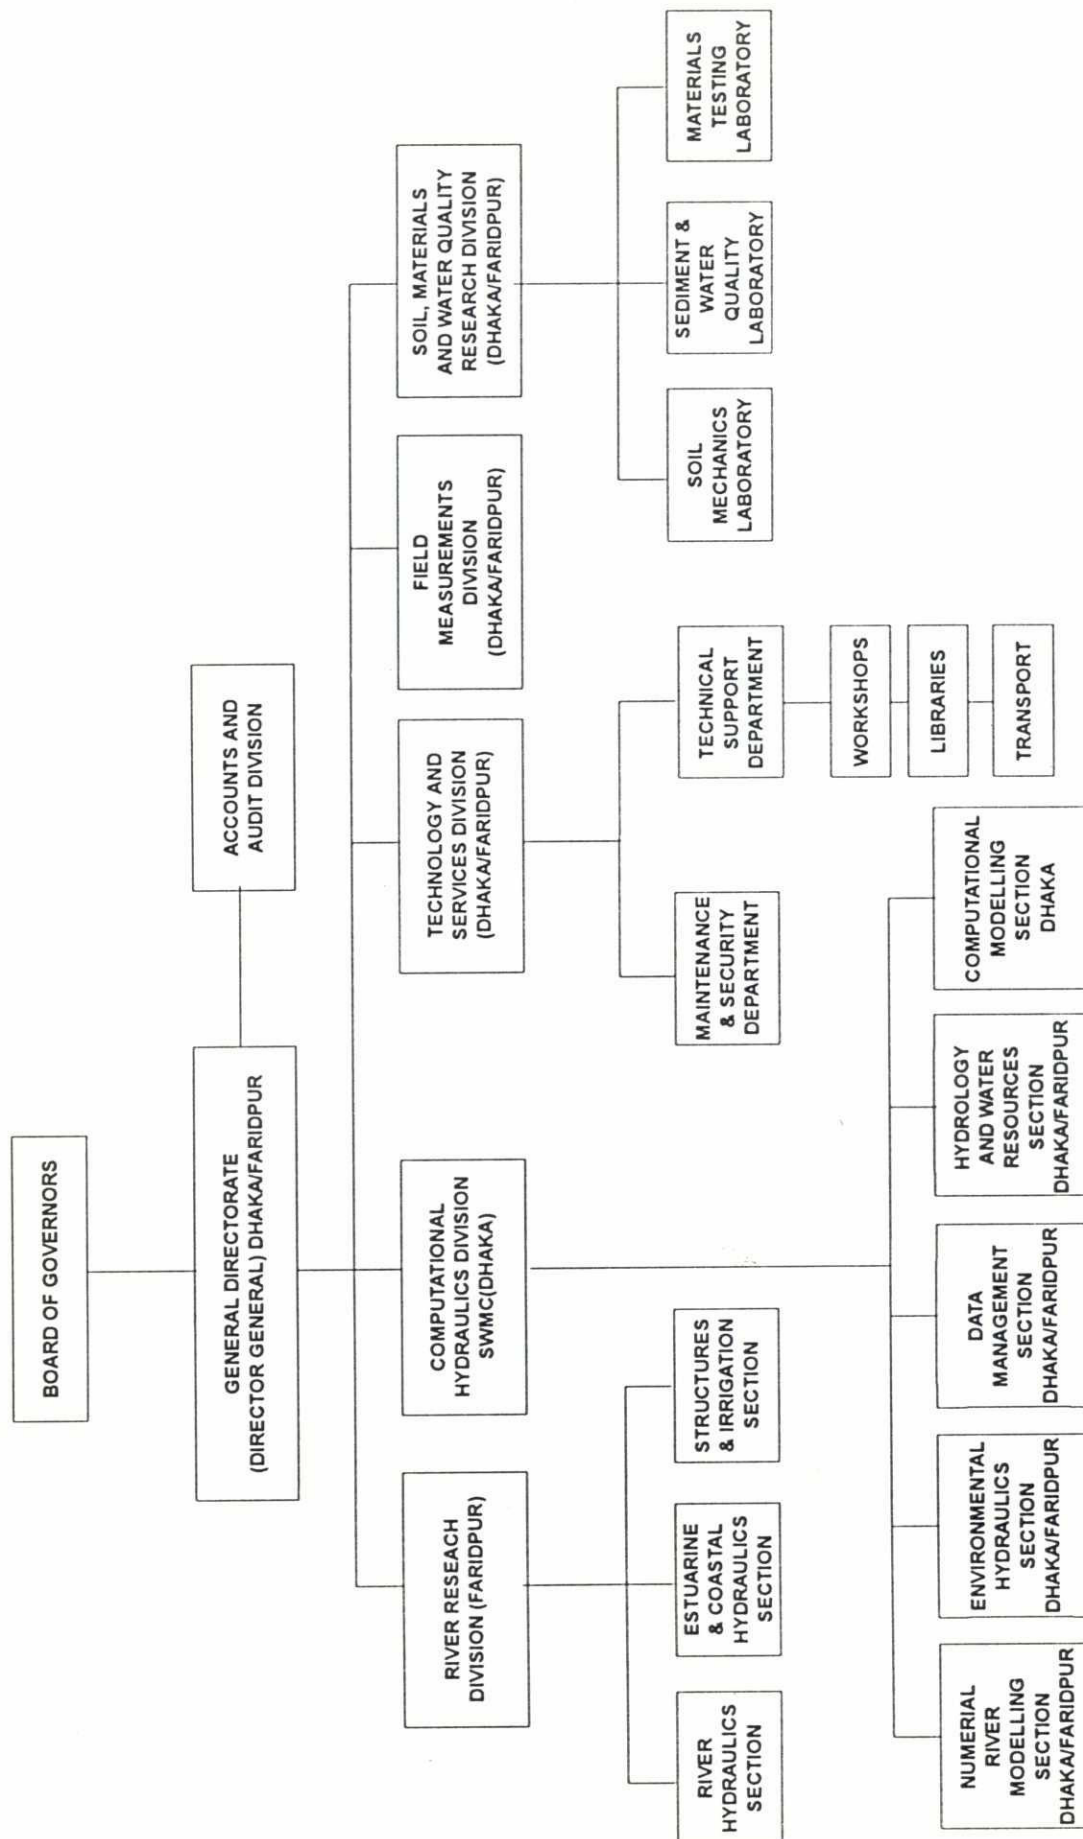 BOARD OF GOVERNORS
GENERAL DIRECTORATE
(DIRECTOR GENERAL) DHAKA/FARIDPUR
ACCOUNTS AND
AUDIT DIVISION
RIVER RESEACH
DIVISION (FARIDPUR)
COMPUTATIONAL
HYDRAULICS DIVISION
SWMC(DHAKA)
TECHNOLOGY AND
SERVICES DIVISION
(DHAKA/FARIDPUR)
FIELD
MEASUREMENTS
DIVISION
(DHAKA/FARIDPUR)
SOIL, MATERIALS
AND WATER QUALITY
RESEARCH DIVISION
(DHAKA/FARIDPUR)
RIVER
HYDRAULICS
SECTION
ESTUARINE
& COASTAL
HYDRAULICS
SECTION
STRUCTURES
& IRRIGATION
SECTION
MAINTENANCE
& SECURITY
DEPARTMENT
TECHNICAL
SUPPORT
DEPARTMENT
SOIL
MECHANICS
LABORATORY
SEDIMENT &
WATER
QUALITY
LABORATORY
MATERIALS
TESTING
LABORATORY
WORKSHOPS
LIBRARIES
TRANSPORT
NUMERIAL
RIVER
MODELLING
SECTION
DHAKA/FARIDPUR
ENVIRONMENTAL
HYDRAULICS
SECTION
DHAKA/FARIDPUR
DATA
MANAGEMENT
SECTION
DHAKA/FARIDPUR
HYDROLOGY
AND WATER
RESOURCES
SECTION
DHAKA/FARIDPUR
COMPUTATIONAL
MODELLING
SECTION
DHAKA